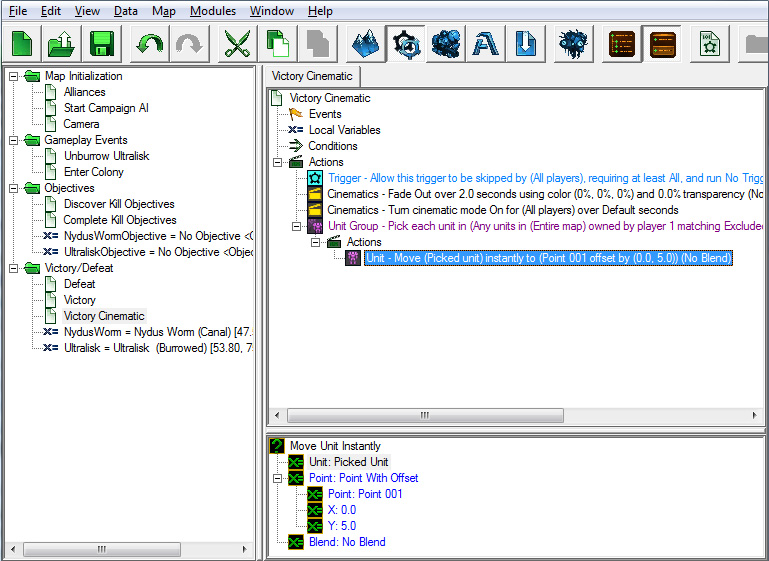 File Edit View Data Map Modules Window Help
Map Initialization
Alliances
Start Campaign AI
Camera
Gameplay Events
Unburrow Ultralisk
Enter Colony
Objectives
Discover Kill Objectives
Complete Kill Objectives
NydusWormObjective = No Objective <O
UltraliskObjective = No Objective <Objec
Victory/Defeat
Defeat
Victory
Victory Cinematic
NydusWorm = Nydus Worm (Canal) [47.5
Ultralisk = Ultralisk (Burrowed) [53.80, 75
Victory Cinematic
Victory Cinematic
Events
Local Variables
Conditions
Actions
Trigger - Allow this trigger to be skipped by (All players), requiring at least All, and run No Trigg
Cinematics - Fade Out over 2.0 seconds using color (0%, 0%, 0%) and 0.0% transparency (No
Cinematics - Turn cinematic mode On for (All players) over Default seconds
Unit Group - Pick each unit in (Any units in (Entire map) owned by player 1 matching Excluded
Actions
Unit - Move (Picked unit) instantly to (Point 001 offset by (0.0, 5.0)) (No Blend)
Move Unit Instantly
Unit: Picked Unit
Point: Point With Offset
Point: Point 001
X: 0.0
Y: 5.0
Blend: No Blend